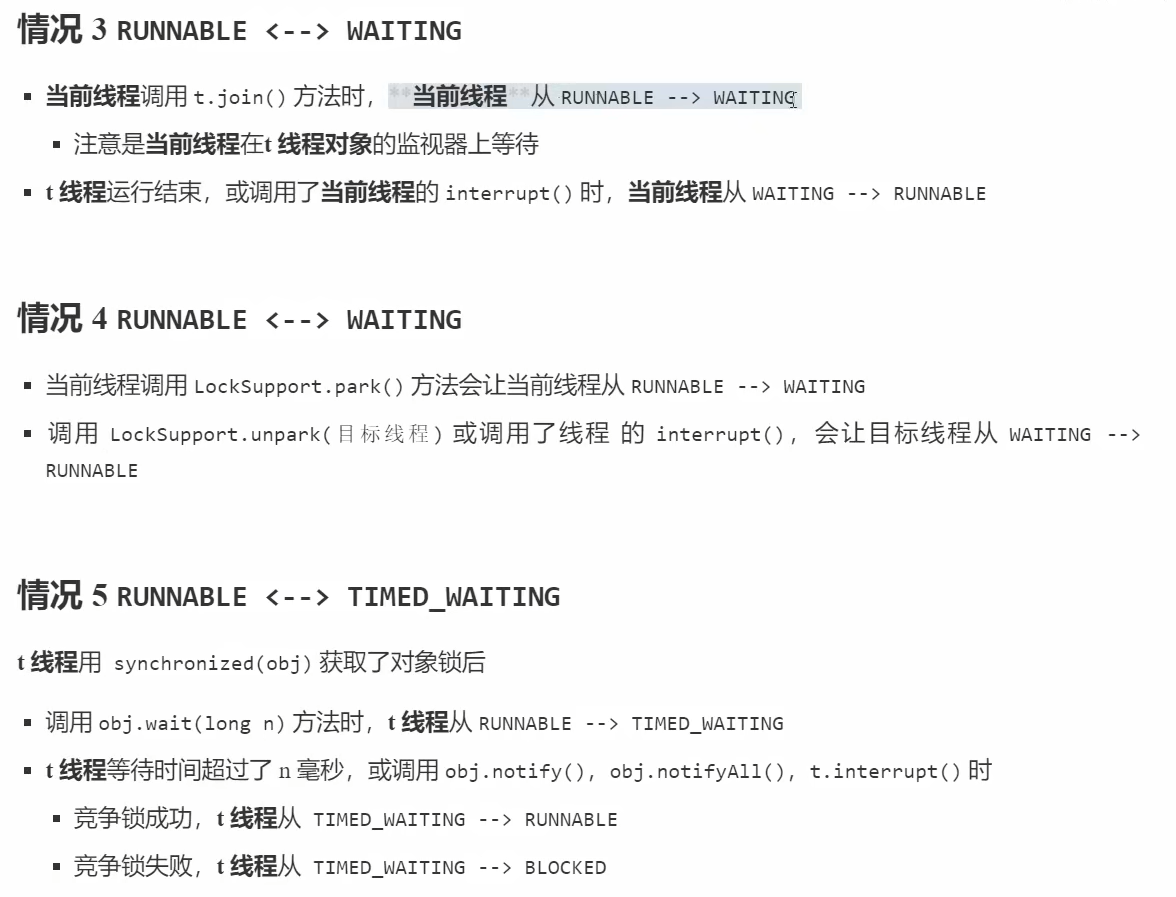 情况 3 RUNNABLE <--> WAITING
当前线程调用 t.join() 方法时，**当前线程**从 RUNNABLE --> WAITING
注意是当前线程在t 线程对象的监视器上等待
t 线程运行结束，或调用了当前线程的 interrupt() 时，当前线程从 WAITING --> RUNNABLE
情况 4 RUNNABLE <--> WAITING
当前线程调用 LockSupport.park() 方法会让当前线程从 RUNNABLE --> WAITING
调用 LockSupport.unpark(目标线程) 或调用了线程 的 interrupt() ，会让目标线程从 WAITING -->
RUNNABLE
情况 5 RUNNABLE <--> TIMED_WAITING
t 线程用 synchronized(obj) 获取了对象锁后
调用 obj.wait(long n) 方法时，t 线程从 RUNNABLE --> TIMED_WAITING
t 线程等待时间超过了 n 毫秒，或调用 obj.notify() ，obj.notifyAll() ，t.interrupt() 时
竞争锁成功，t 线程从 TIMED_WAITING --> RUNNABLE
竞争锁失败，t 线程从 TIMED_WAITING --> BLOCKED